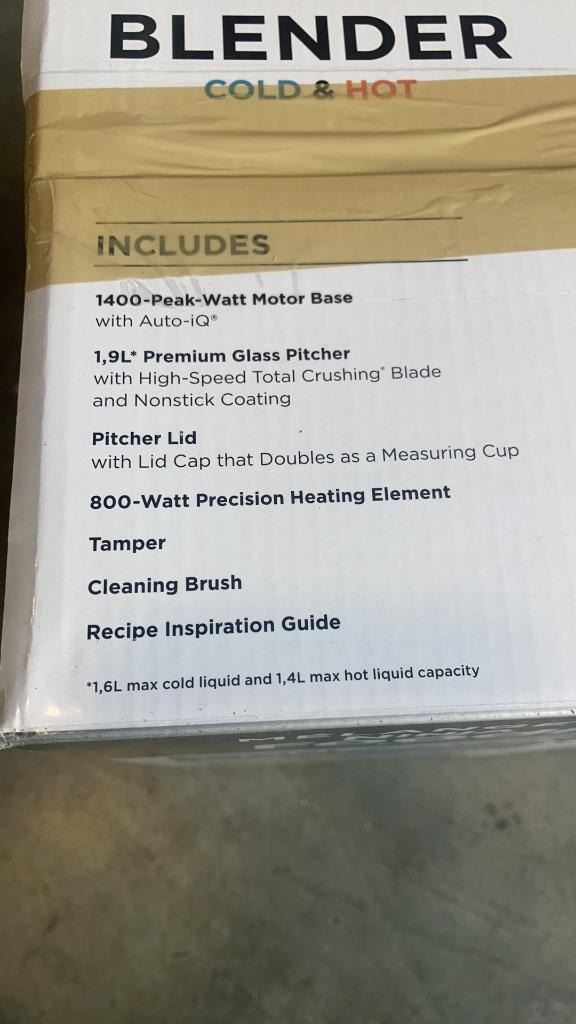 BLENDER
COLD & HOT
INCLUDES
1400-Peak-Watt Motor Base
with Auto-iQ®
1,9L* Premium Glass Pitcher
with High-Speed Total Crushing® Blade
and Nonstick Coating
Pitcher Lid
with Lid Cap that Doubles as a Measuring Cup
800-Watt Precision Heating Element
Tamper
Cleaning Brush
Recipe Inspiration Guide
*1,6L max cold liquid and 1,4L max hot liquid capacity